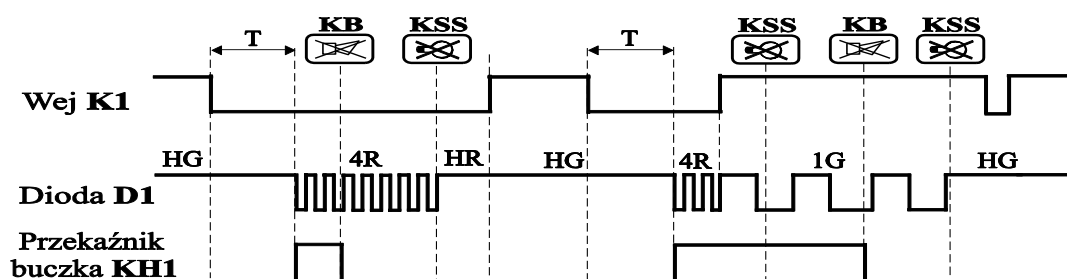 T KB KSS T KSS KB KSS
Wej K1
HG 4R HR HG 4R 1G HG
Dioda D1
Przekaźnik
buczka KH1